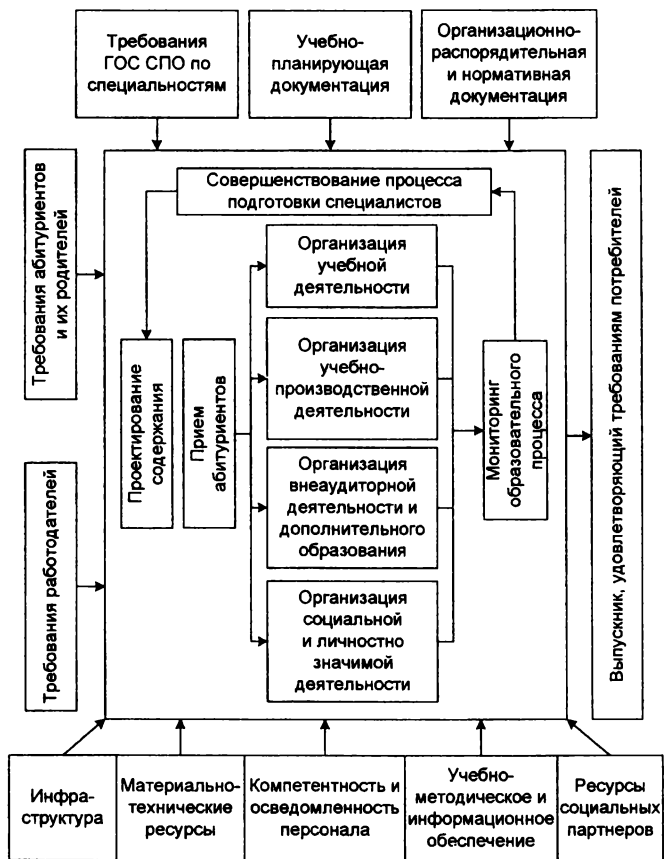 Требования
ГОС СПО по
специальностям
Учебно-
планирующая
документация
Организационно-
распорядительная
и нормативная
документация
Требования абитуриентов
и их родителей
Требования работодателей
Совершенствование процесса
подготовки специалистов
Проектирование
содержания
Прием
абитуриентов
Организация
учебной
деятельности
Организация
учебно-
производственной
деятельности
Организация
внеаудиторной
деятельности и
дополнительного
образования
Организация
социальной
и личностно
значимой
деятельности
Мониторинг
образовательного
процесса
Выпускник, удовлетворяющий требованиям потребителей
Инфра-
структура
Материально-
технические
ресурсы
Компетентность и
осведомленность
персонала
Учебно-
методическое и
информационное
обеспечение
Ресурсы
социальных
партнеров